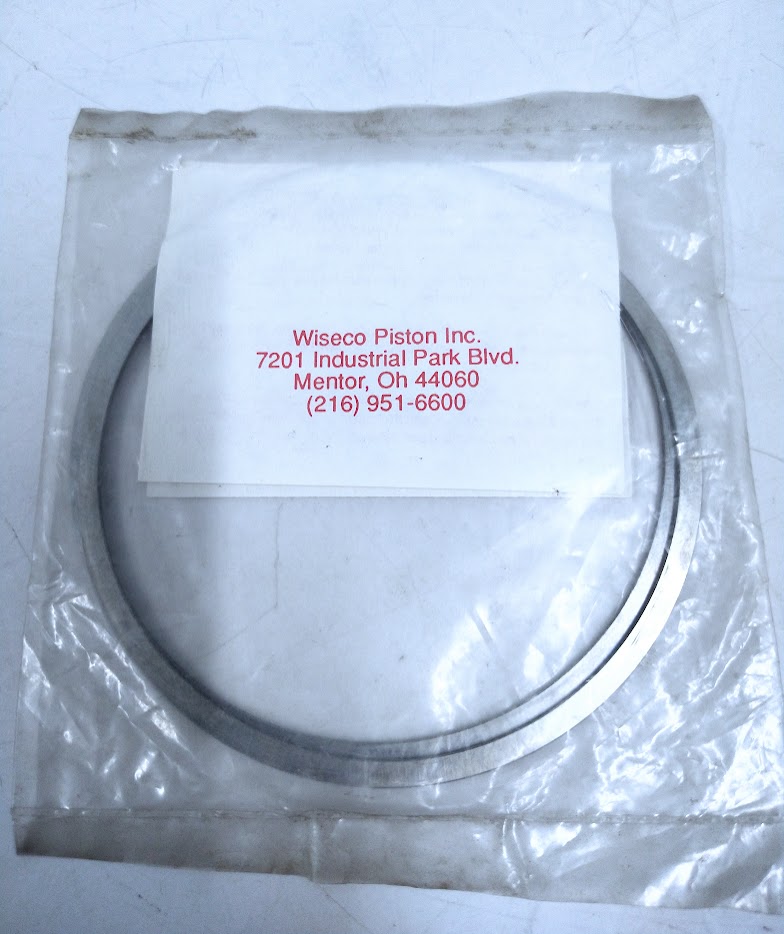 Wiseco Piston Inc.
7201 Industrial Park Blvd.
Mentor, Oh 44060
(216) 951-6600